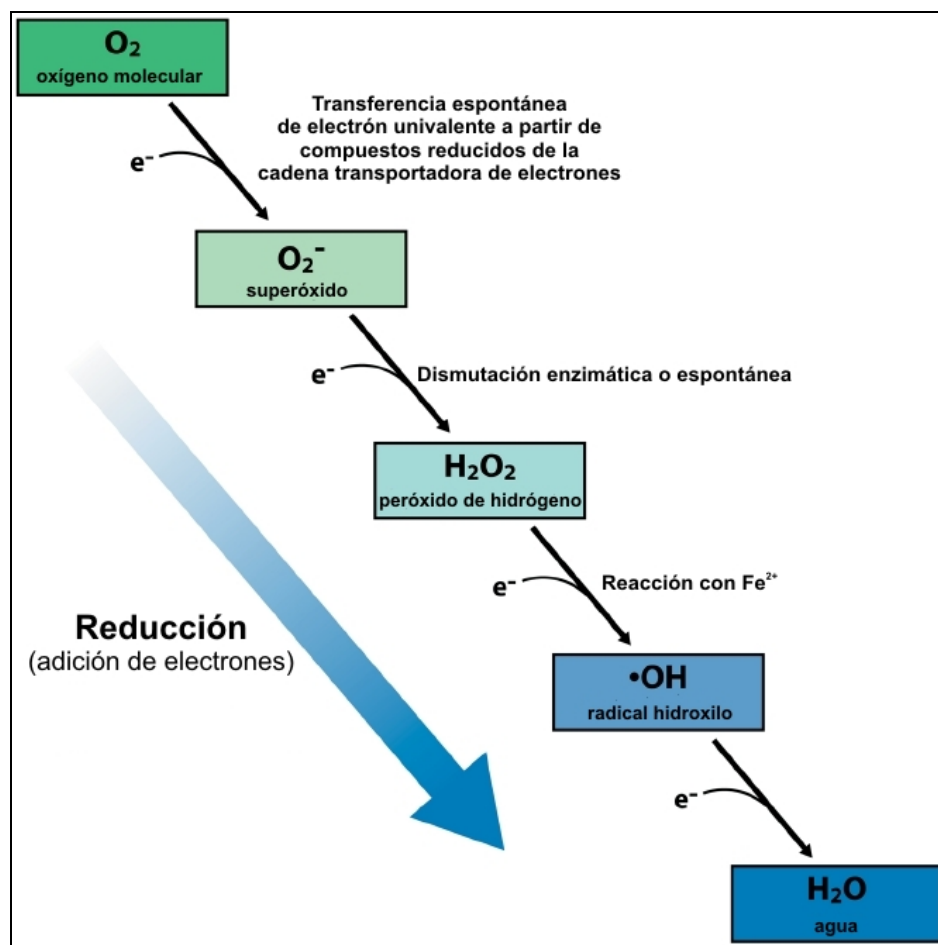 O₂
oxígeno molecular
Transferencia espontánea
de electrón univalente a partir de
compuestos reducidos de la
cadena transportadora de electrones
e⁻
O₂⁻
superóxido
e⁻
Dismutación enzimática o espontánea
H₂O₂
peróxido de hidrógeno
e⁻
Reacción con Fe²⁺
Reducción
(adición de electrones)
•OH
radical hidroxilo
e⁻
H₂O
agua